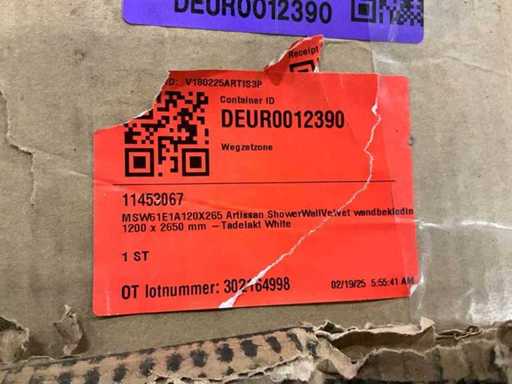 DEUR0012390
Receipt
ID: V180225ARTIS3P
Container ID
DEUR0012390
Wegzetzone
11453067
MSW61E1A120X265 Artissan ShowerWallVelvet wandbekledin
1200 x 2650 mm – Tadelakt White
1 ST
OT lotnummer: 302164998
02/19/25 5:55:41 AM